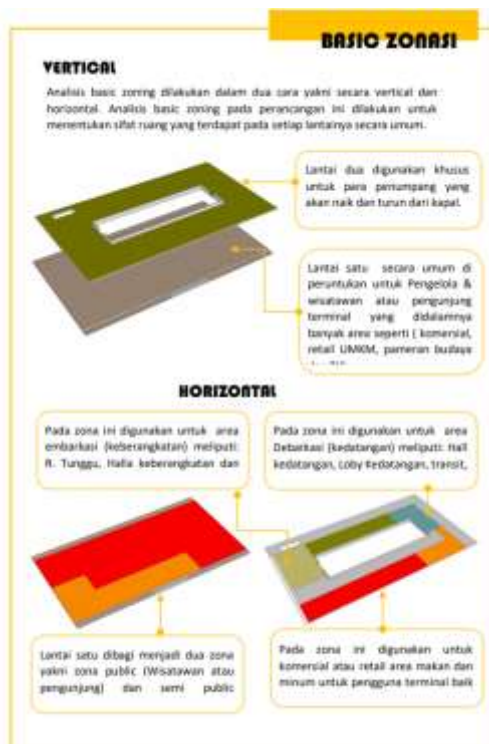 BASIC ZONASI
VERTICAL
Analisis basic zoning dilakukan dalam dua cara yakni secara vertical dan
horizontal. Analisis basic zoning pada perancangan ini dilakukan untuk
menentukan sifat ruang yang terdapat pada setiap lantainya secara umum.
Lantai dua digunakan khusus
untuk para penumpang yang
akan naik dan turun dari kapal.
Lantai satu secara umum di
peruntukan untuk Pengelola &
wisatawan atau pengunjung
terminal yang didalamnya
banyak area seperti ( komersial,
retail UMKM, pameran budaya
HORIZONTAL
Pada zona ini digunakan untuk area
embarkasi (keberangkatan) meliputi:
R. Tunggu, Halla keberangkatan dan
Pada zona ini digunakan untuk area
Debarkasi (kedatangan) meliputi: Hall
kedatangan, Loby Kedatangan, transit,
Lantai satu dibagi menjadi dua zona
yakni zona public (Wisatawan atau
pengunjung) dan semi public
Pada zona ini digunakan untuk
komersial atau retail area makan dan
minum untuk pengguna terminal baik